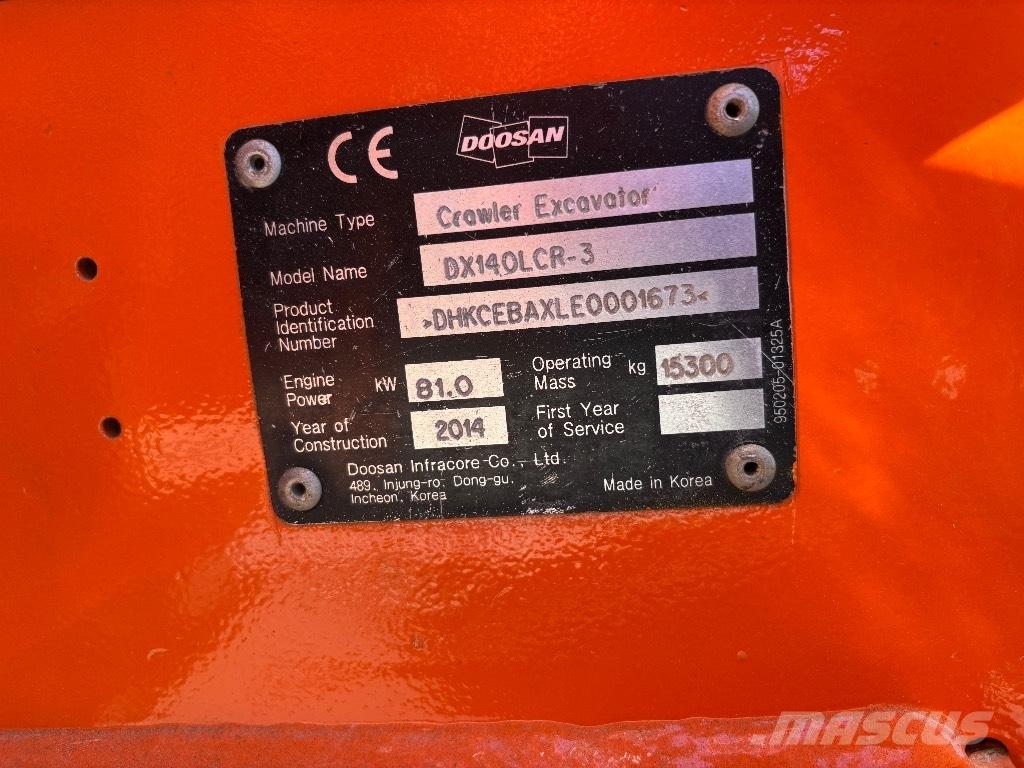 CE
DOOSAN
Machine Type Crawler Excavator
Model Name DX140LCR-3
Product
Identification
Number
>DHKCEBAXLE0001673<
Engine
Power kW 81.0
Operating
Mass kg 15300
Year of
Construction 2014
First Year
of Service
Doosan Infracore Co., Ltd.
489, Injung-ro, Dong-gu,
Incheon, Korea
Made in Korea
950205-01325A
MASCUS